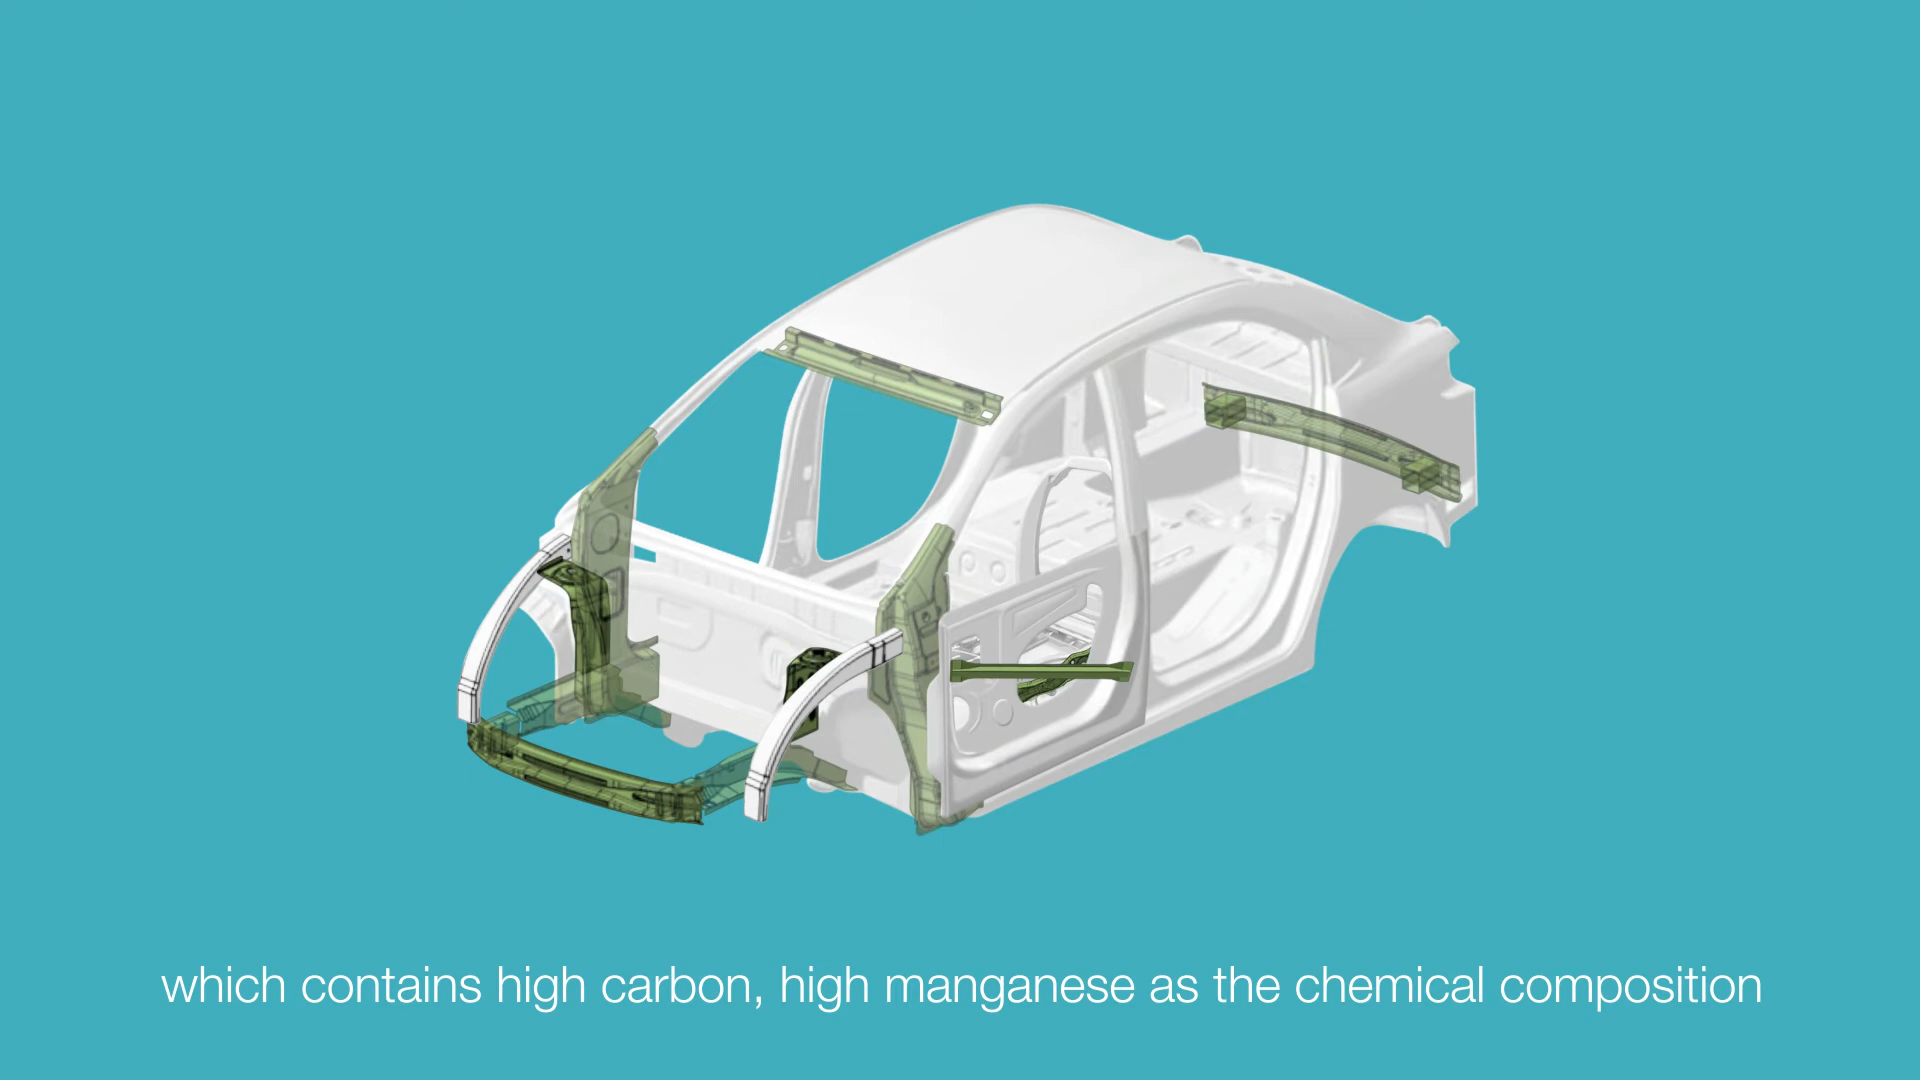 which contains high carbon, high manganese as the chemical composition